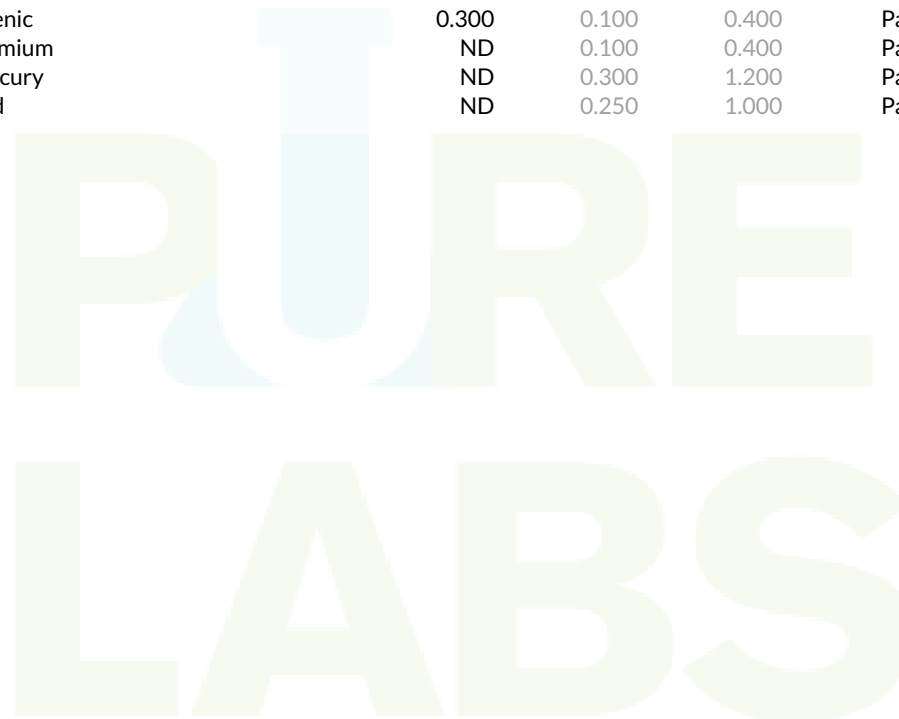 enic 0.300 0.100 0.400 Pa
mium ND 0.100 0.400 Pa
cury ND 0.300 1.200 Pa
d ND 0.250 1.000 Pa
PURE
LABS